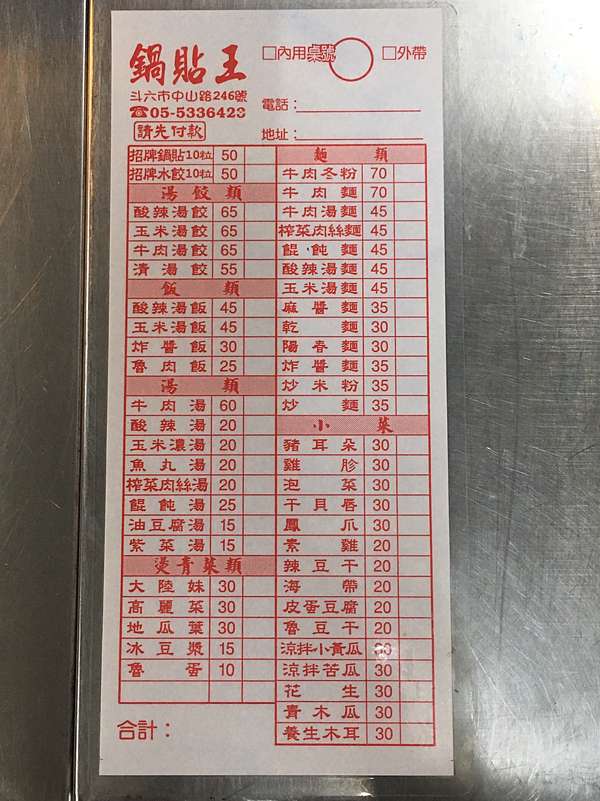 鍋貼王
□內用桌號
□外帶
斗六市中山路246號
☎05-5336423
請先付款
電話：
地址：
招牌鍋貼10粒 50
招牌水餃10粒 50
湯餃類
酸辣湯餃 65
玉米湯餃 65
牛肉湯餃 65
清湯餃 55
飯類
酸辣湯飯 45
玉米湯飯 45
炸醬飯 30
魯肉飯 25
湯類
牛肉湯 60
酸辣湯 20
玉米濃湯 20
魚丸湯 20
榨菜肉絲湯 20
餛飩湯 25
油豆腐湯 15
紫菜湯 15
燙青菜類
大陸妹 30
高麗菜 30
地瓜葉 30
冰豆漿 15
魯蛋 10
合計：
麵類
牛肉冬粉 70
牛肉麵 70
牛肉湯麵 45
榨菜肉絲麵 45
餛飩麵 45
酸辣湯麵 45
玉米湯麵 45
麻醬麵 35
乾麵 30
陽春麵 30
炸醬麵 35
炒米粉 35
炒麵 35
小菜
豬耳朵 30
雞胗 30
泡菜 30
干貝唇 30
鳳爪 30
素雞 20
辣豆干 20
海帶 20
皮蛋豆腐 20
魯豆干 20
涼拌小黃瓜 30
涼拌苦瓜 30
花生 30
青木瓜 30
養生木耳 30